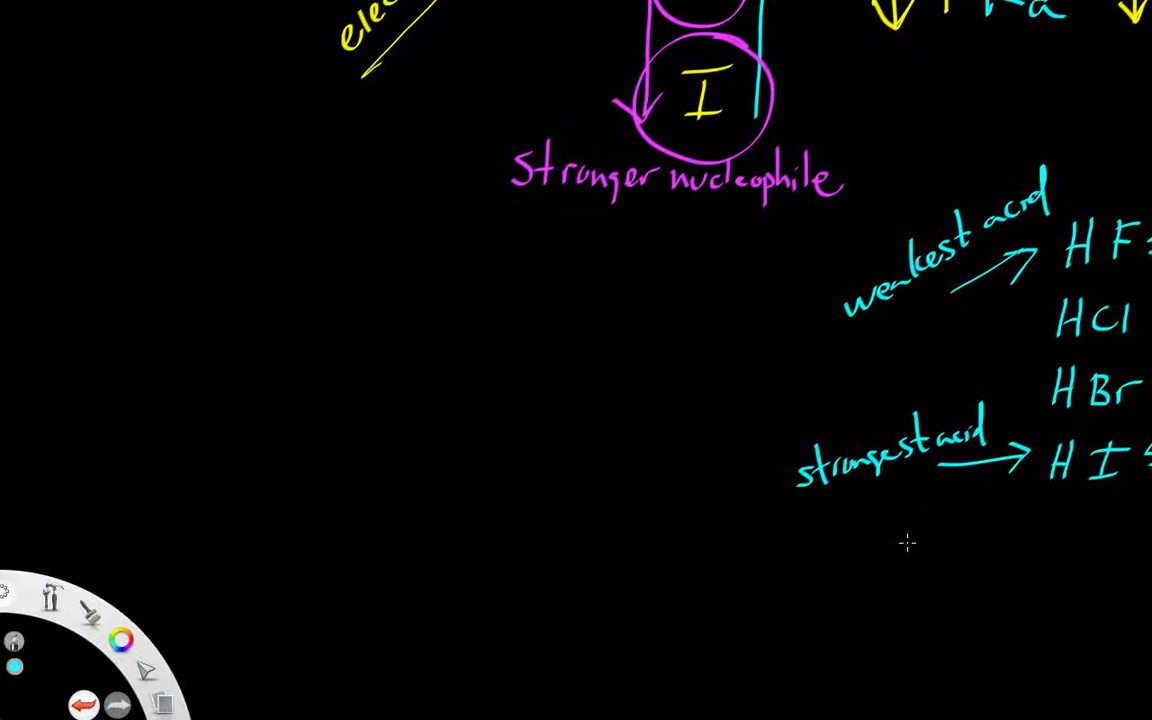 I
stronger nucleophile
weakest acid
HF
HCl
HBr
strongest acid
HI